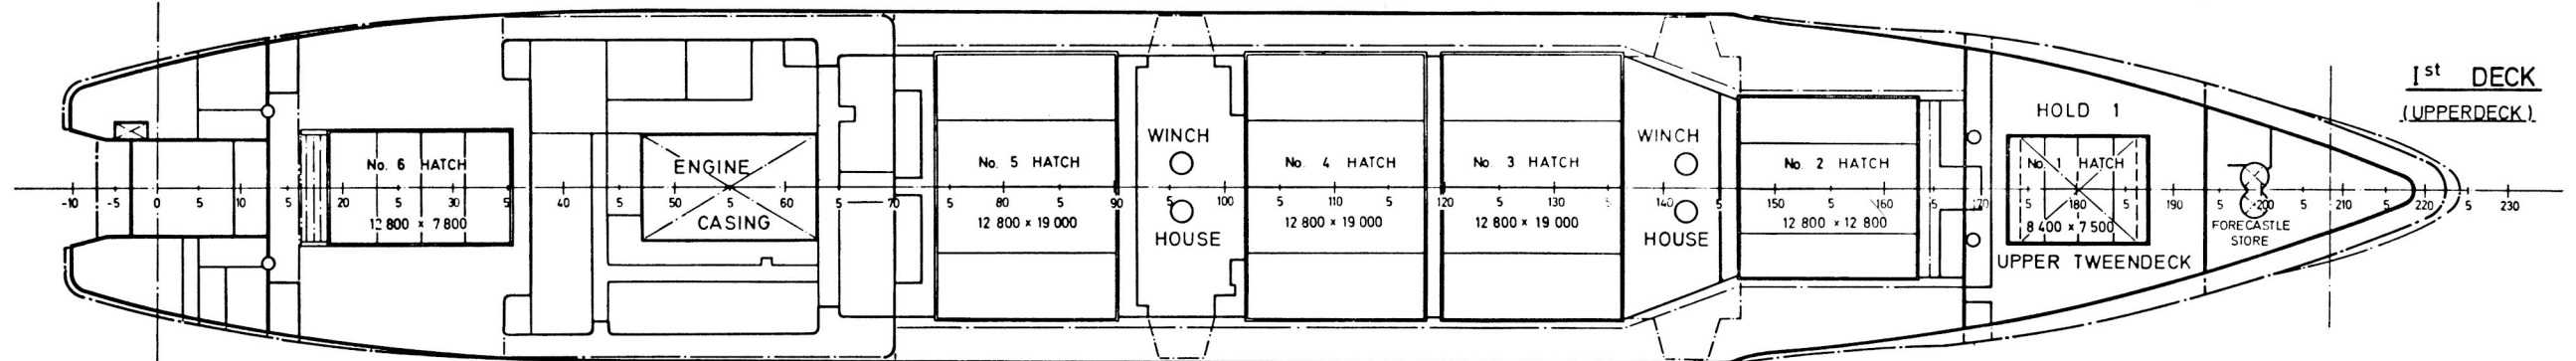 Ist DECK
(UPPERDECK)
HOLD 1
WINCH
WINCH
No. 6 HATCH
ENGINE
No. 5 HATCH
No. 4 HATCH
No. 3 HATCH
No. 2 HATCH
No. 1 HATCH
-10 -5 0 5 10 5 20 5 30 35 40 5 50 5 60 5 70 5 80 5 90 5 100 5 110 5 120 5 130 5 140 5 150 5 160 5 170 5 180 5 190 5 200 5 210 5 220 5 230
12 800 × 7 800
CASING
12 800 × 19 000
HOUSE
12 800 × 19 000
12 800 × 19 000
HOUSE
12 800 × 12 800
8 400 × 7 500
FORECASTLE
STORE
UPPER TWEENDECK